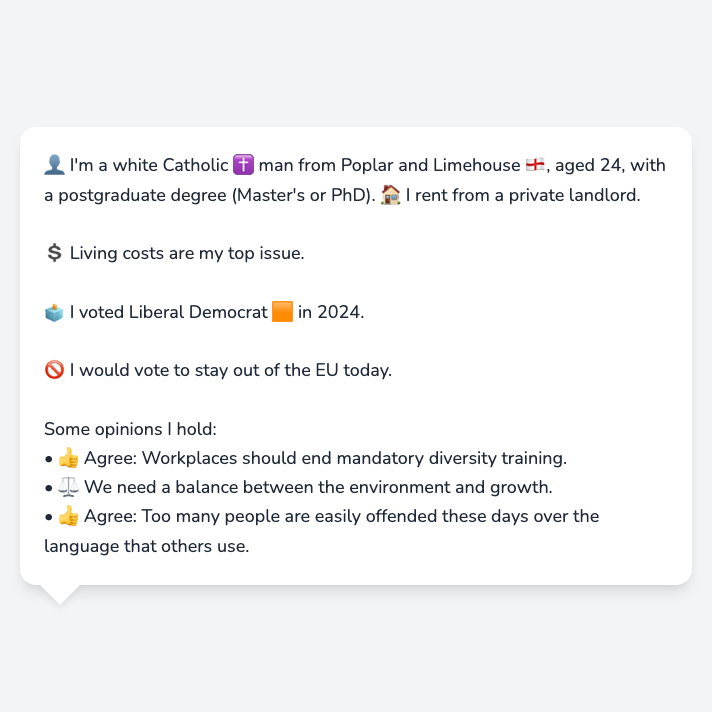 👤 I'm a white Catholic ✝️ man from Poplar and Limehouse 🏴󠁧󠁢󠁥󠁮󠁧󠁿, aged 24, with
a postgraduate degree (Master's or PhD). 🏠 I rent from a private landlord.
💲 Living costs are my top issue.
🗳️ I voted Liberal Democrat 🟧 in 2024.
🚫 I would vote to stay out of the EU today.
Some opinions I hold:
• 👍 Agree: Workplaces should end mandatory diversity training.
• ⚖️ We need a balance between the environment and growth.
• 👍 Agree: Too many people are easily offended these days over the
language that others use.